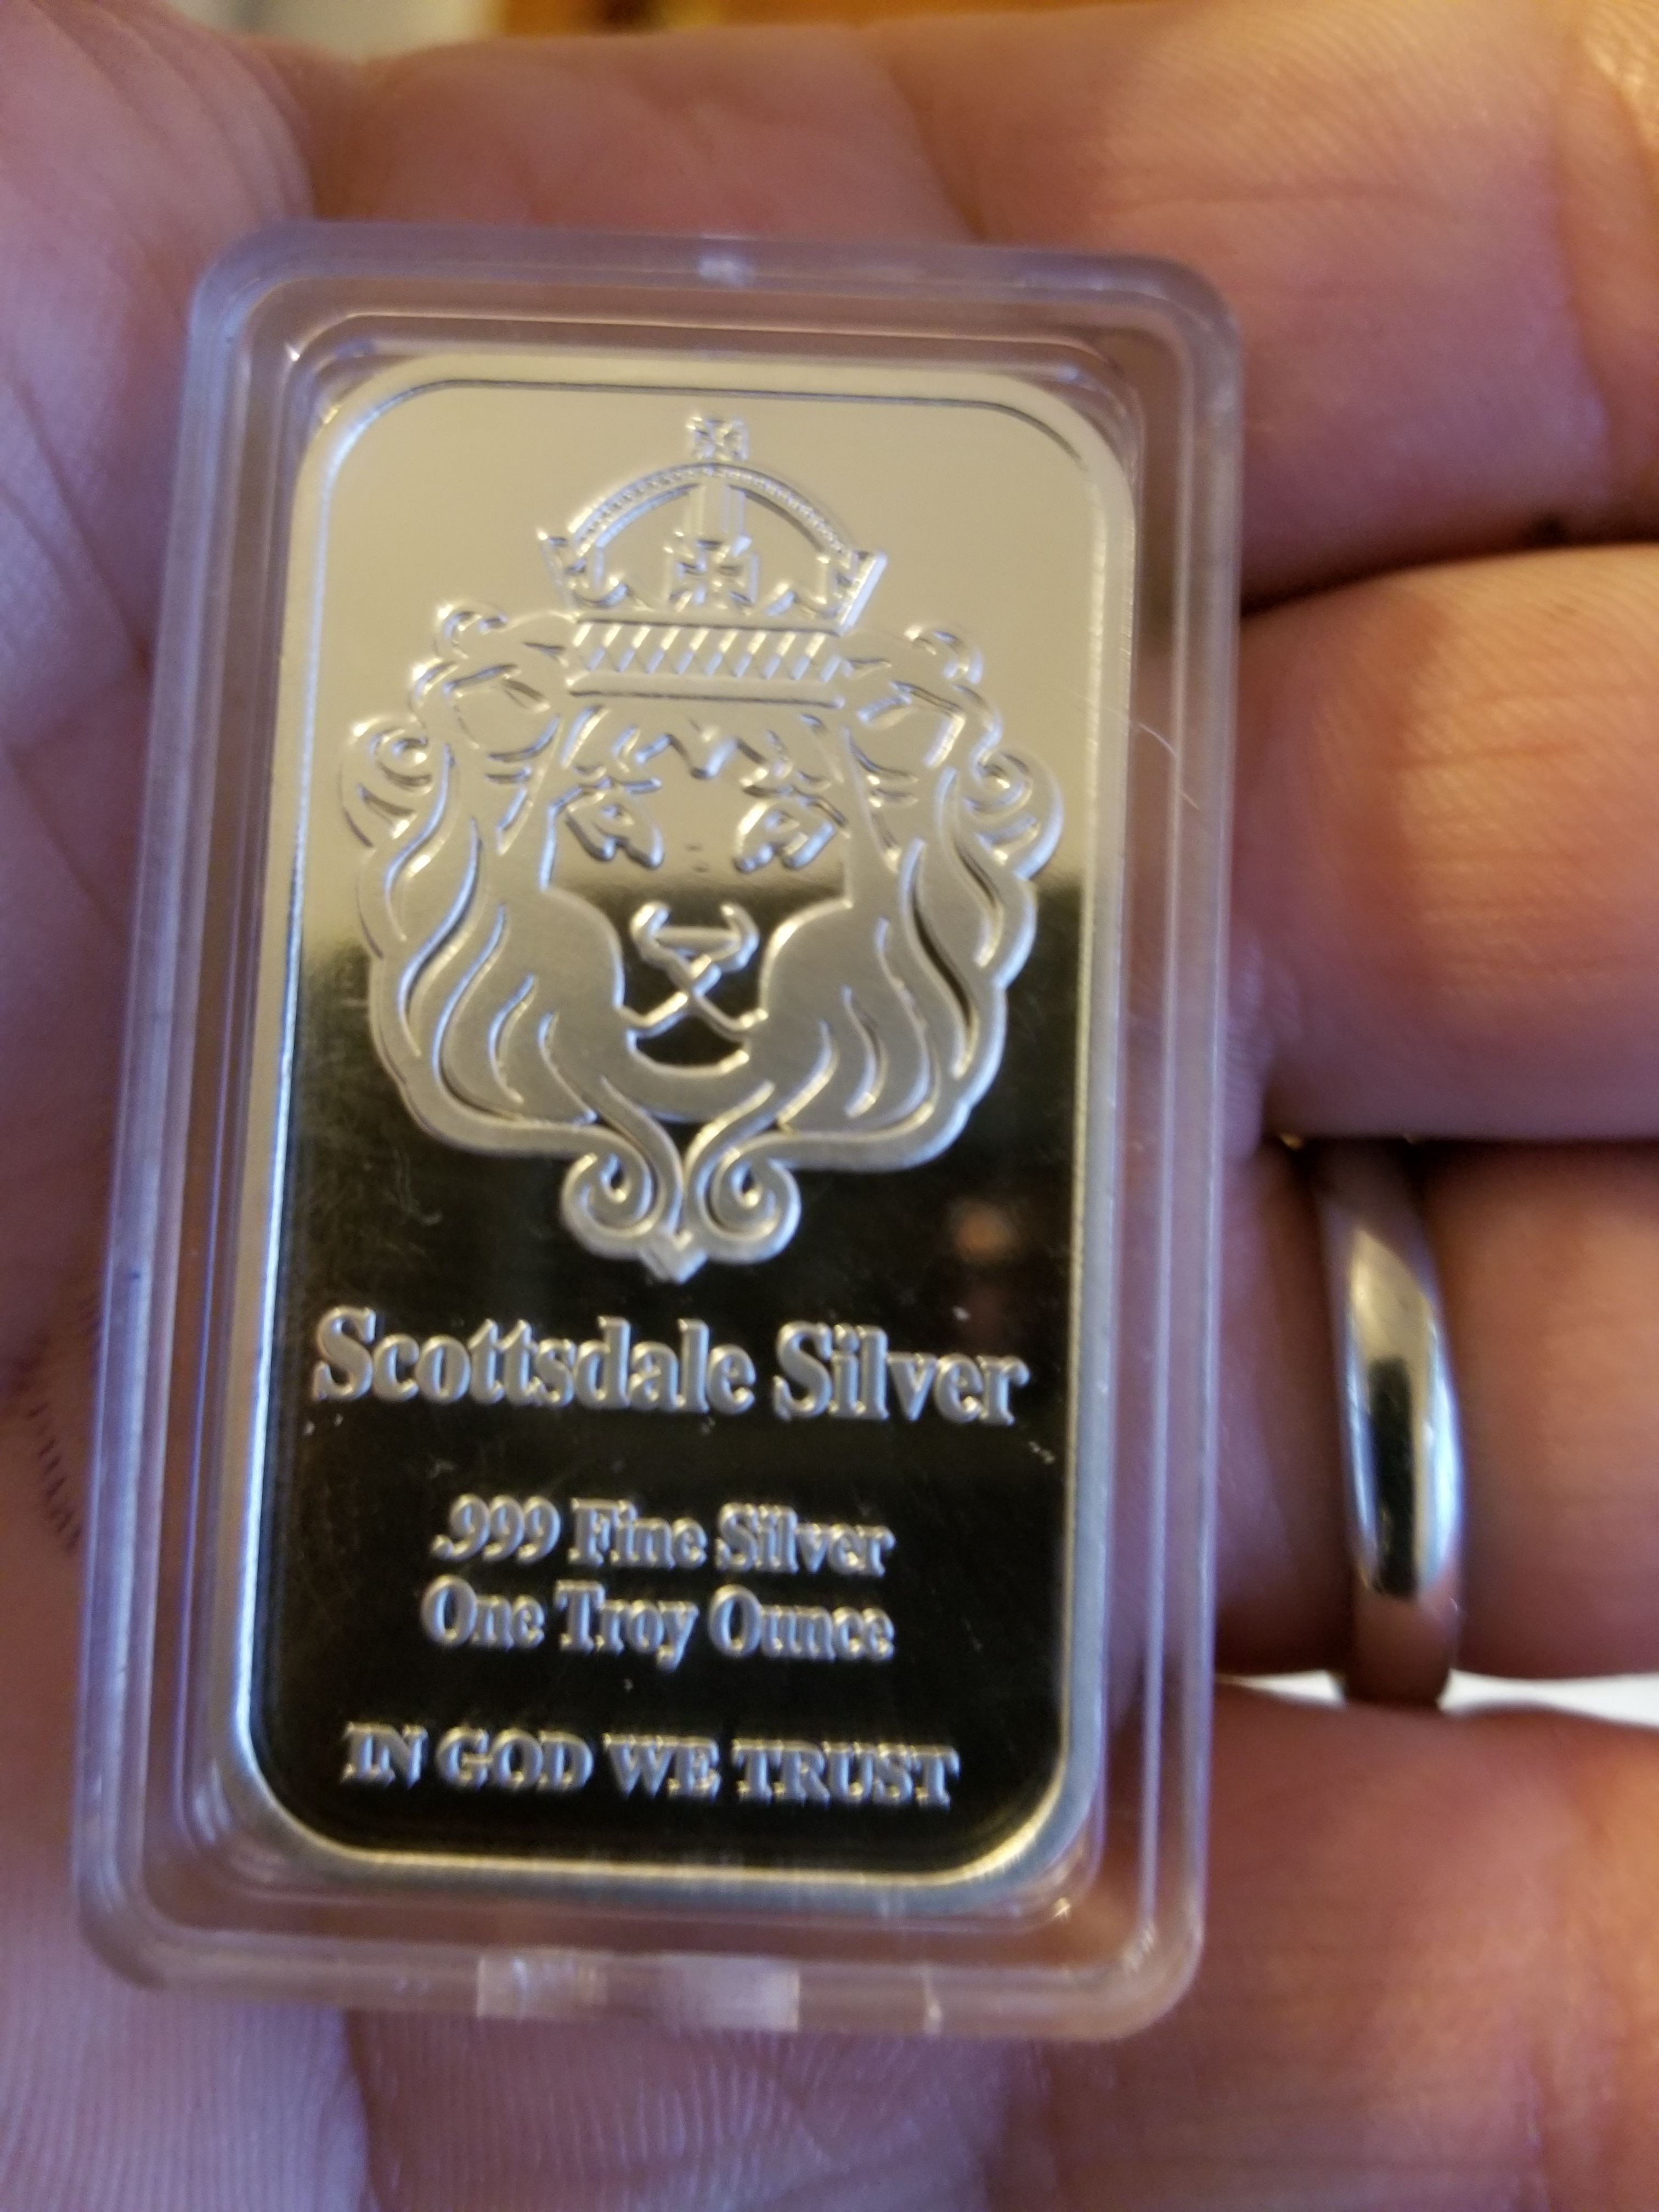 Scottsdale Silver
.999 Fine Silver
One Troy Ounce
IN GOD WE TRUST